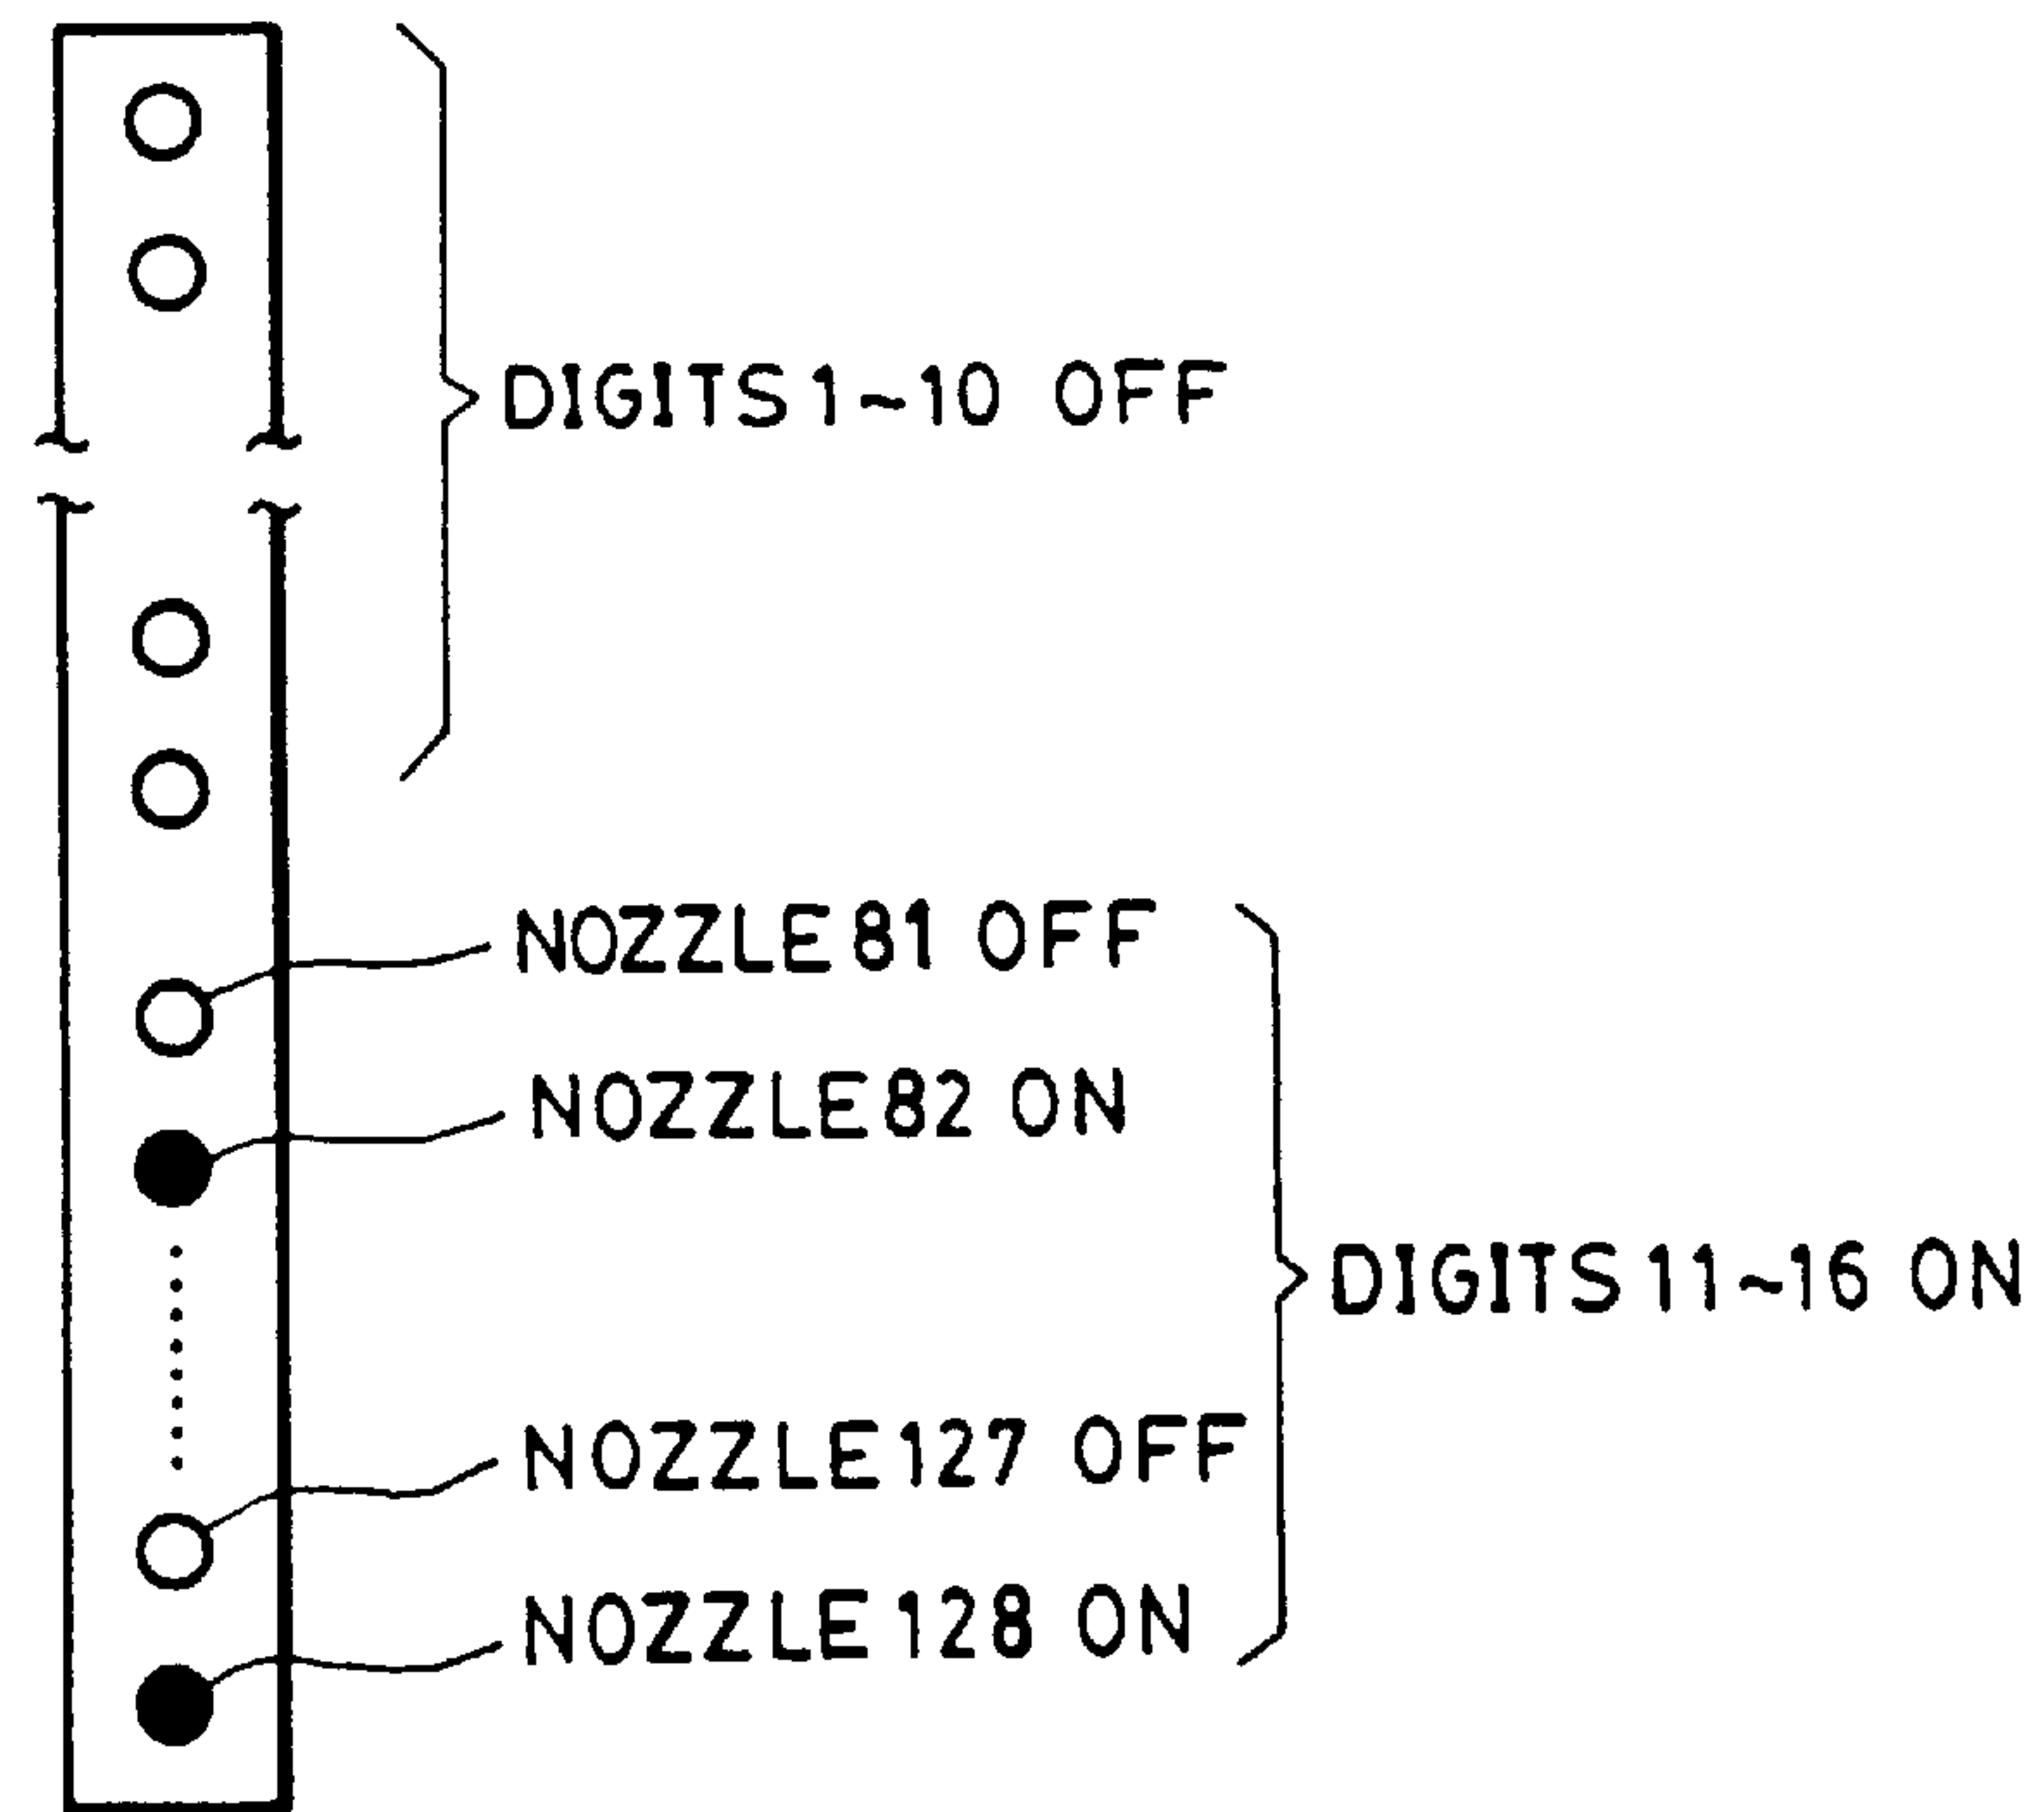 DIGITS 1~10 OFF
NOZZLE 81 OFF
NOZZLE 82 ON
DIGITS 11~16 ON
NOZZLE 127 OFF
NOZZLE 128 ON